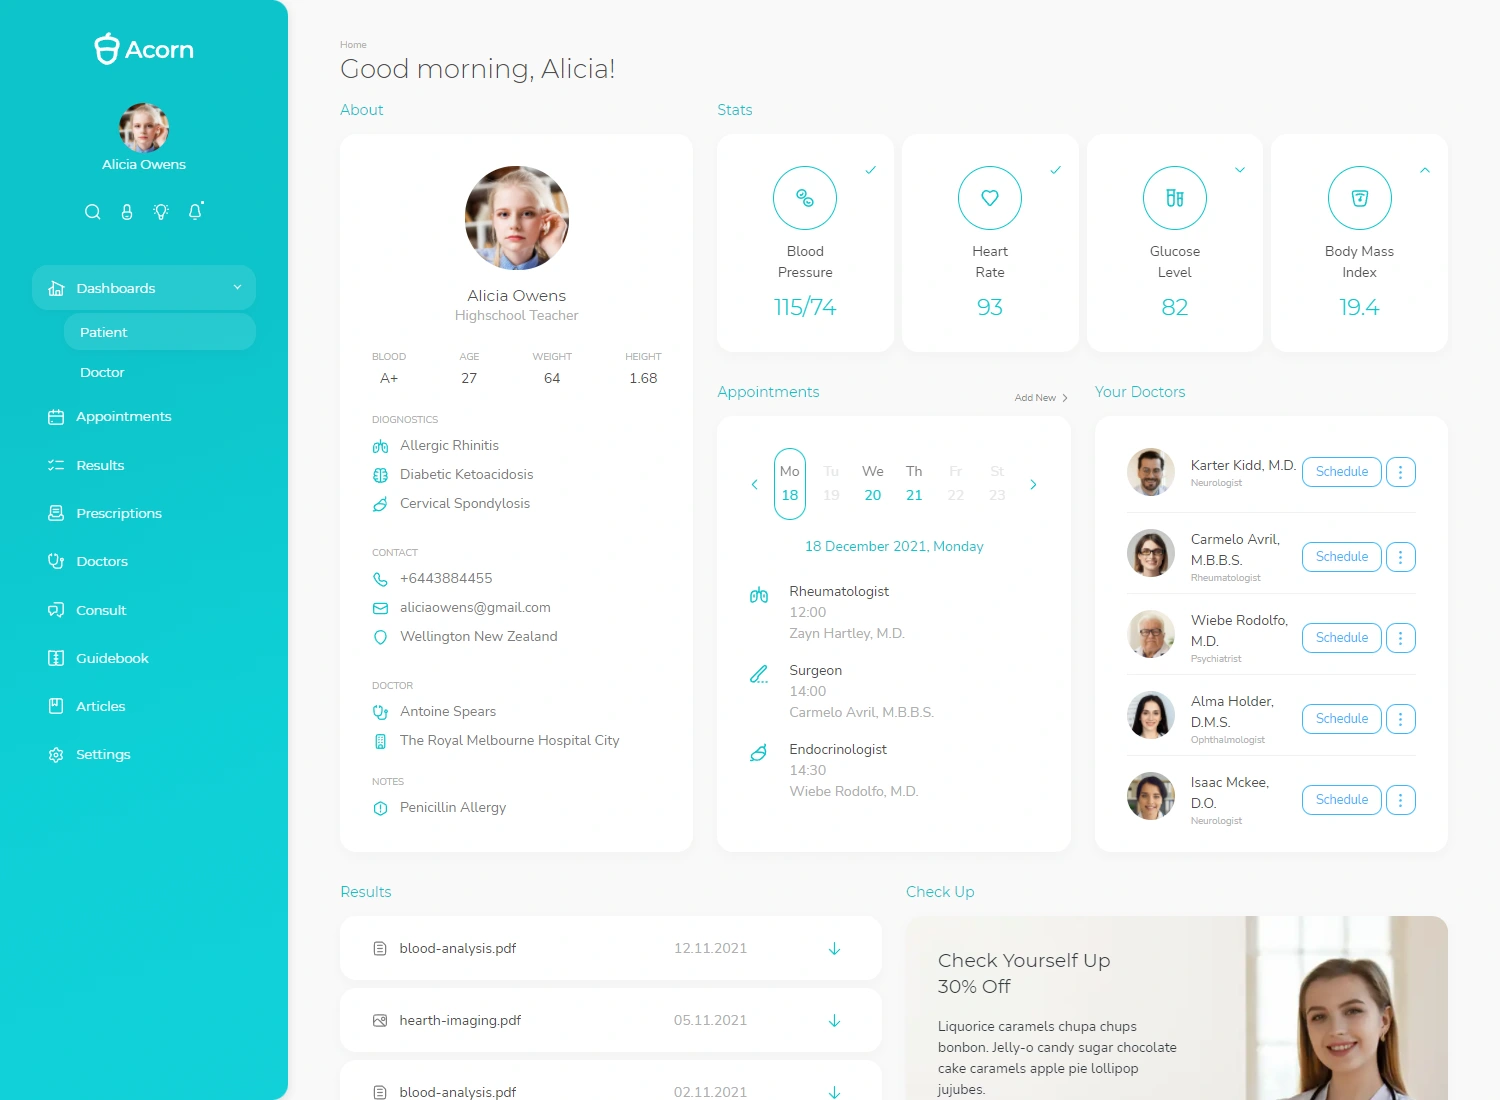 Acorn
Alicia Owens
Dashboards
Patient
Doctor
Appointments
Results
Prescriptions
Doctors
Consult
Guidebook
Articles
Settings
Home
Good morning, Alicia!
About
Alicia Owens
Highschool Teacher
BLOOD AGE WEIGHT HEIGHT
A+ 27 64 1.68
DIOGNOSTICS
Allergic Rhinitis
Diabetic Ketoacidosis
Cervical Spondylosis
CONTACT
+6443884455
aliciaowens@gmail.com
Wellington New Zealand
DOCTOR
Antoine Spears
The Royal Melbourne Hospital City
NOTES
Penicillin Allergy
Stats
Blood
Pressure
115/74
Heart
Rate
93
Glucose
Level
82
Body Mass
Index
19.4
Appointments
Add New
Mo Tu We Th Fr St
18 19 20 21 22 23
18 December 2021, Monday
Rheumatologist
12:00
Zayn Hartley, M.D.
Surgeon
14:00
Carmelo Avril, M.B.B.S.
Endocrinologist
14:30
Wiebe Rodolfo, M.D.
Your Doctors
Karter Kidd, M.D.
Neurologist
Schedule
Carmelo Avril,
M.B.B.S.
Rheumatologist
Schedule
Wiebe Rodolfo,
M.D.
Psychiatrist
Schedule
Alma Holder,
D.M.S.
Ophthalmologist
Schedule
Isaac Mckee,
D.O.
Neurologist
Schedule
Results
blood-analysis.pdf 12.11.2021
hearth-imaging.pdf 05.11.2021
blood-analysis.pdf 02.11.2021
Check Up
Check Yourself Up
30% Off
Liquorice caramels chupa chups
bonbon. Jelly-o candy sugar chocolate
cake caramels apple pie lollipop
jujubes.